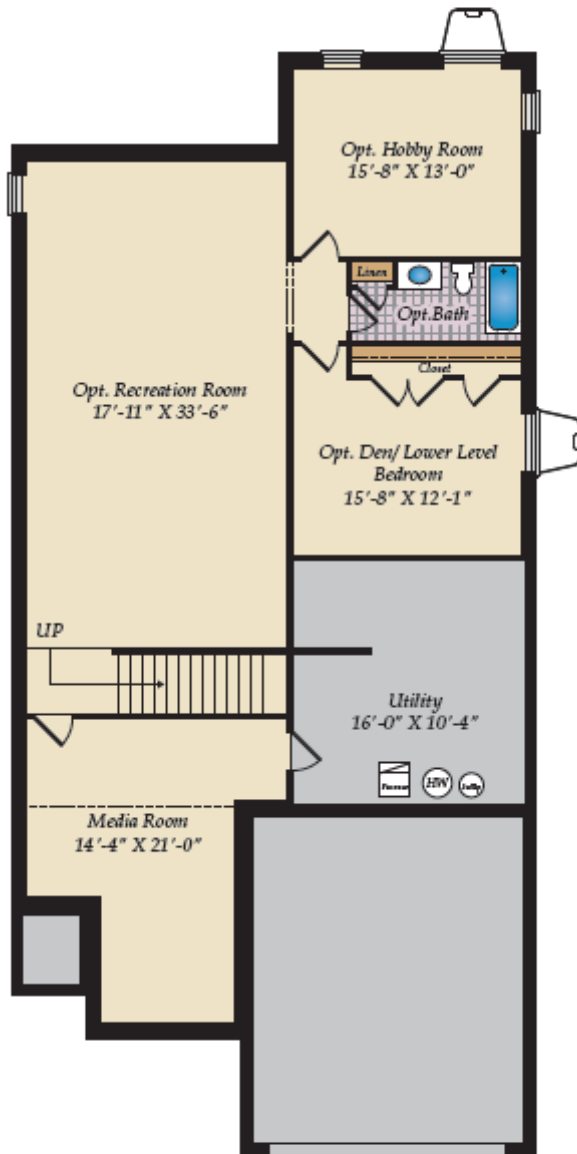 Opt. Hobby Room
15'-8" X 13'-0"
Linen
Opt.Bath
Closet
Opt. Recreation Room
17'-11" X 33'-6"
Opt. Den/ Lower Level
Bedroom
15'-8" X 12'-1"
UP
Utility
16'-0" X 10'-4"
HW
Media Room
14'-4" X 21'-0"